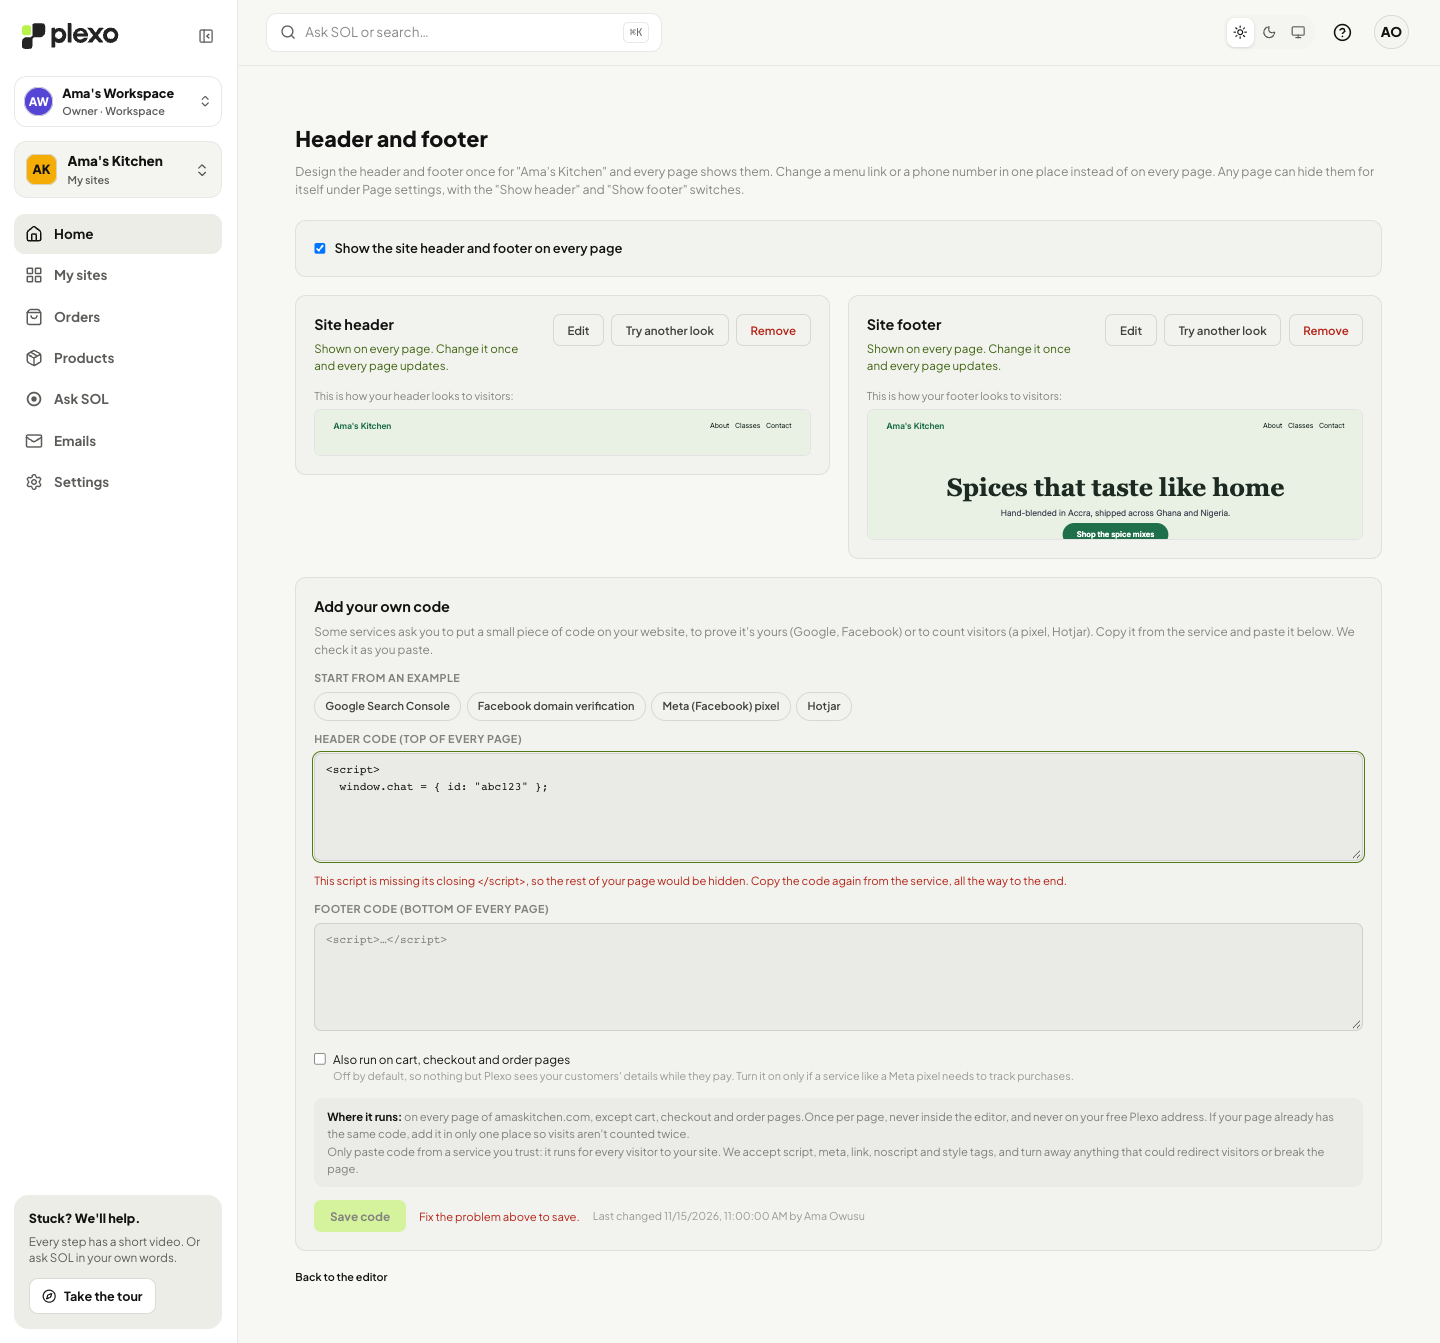 plexo
Ask SOL or search...
⌘K
AO
AW
Ama's Workspace
Owner · Workspace
AK
Ama's Kitchen
My sites
Home
My sites
Orders
Products
Ask SOL
Emails
Settings
Stuck? We'll help.
Every step has a short video. Or
ask SOL in your own words.
Take the tour
Header and footer
Design the header and footer once for "Ama's Kitchen" and every page shows them. Change a menu link or a phone number in one place instead of on every page. Any page can hide them for
itself under Page settings, with the "Show header" and "Show footer" switches.
Show the site header and footer on every page
Site header
Edit
Try another look
Remove
Shown on every page. Change it once
and every page updates.
This is how your header looks to visitors:
Ama's Kitchen
About Classes Contact
Site footer
Edit
Try another look
Remove
Shown on every page. Change it once
and every page updates.
This is how your footer looks to visitors:
Ama's Kitchen
About Classes Contact
Spices that taste like home
Hand-blended in Accra, shipped across Ghana and Nigeria.
Shop the spice mixes
Add your own code
Some services ask you to put a small piece of code on your website, to prove it's yours (Google, Facebook) or to count visitors (a pixel, Hotjar). Copy it from the service and paste it below. We
check it as you paste.
START FROM AN EXAMPLE
Google Search Console
Facebook domain verification
Meta (Facebook) pixel
Hotjar
HEADER CODE (TOP OF EVERY PAGE)
<script>
window.chat = { id: "abc123" };
This script is missing its closing </script>, so the rest of your page would be hidden. Copy the code again from the service, all the way to the end.
FOOTER CODE (BOTTOM OF EVERY PAGE)
<script>…</script>
Also run on cart, checkout and order pages
Off by default, so nothing but Plexo sees your customers' details while they pay. Turn it on only if a service like a Meta pixel needs to track purchases.
Where it runs: on every page of amaskitchen.com, except cart, checkout and order pages.Once per page, never inside the editor, and never on your free Plexo address. If your page already has
the same code, add it in only one place so visits aren't counted twice.
Only paste code from a service you trust: it runs for every visitor to your site. We accept script, meta, link, noscript and style tags, and turn away anything that could redirect visitors or break the
page.
Save code
Fix the problem above to save.
Last changed 11/15/2026, 11:00:00 AM by Ama Owusu
Back to the editor